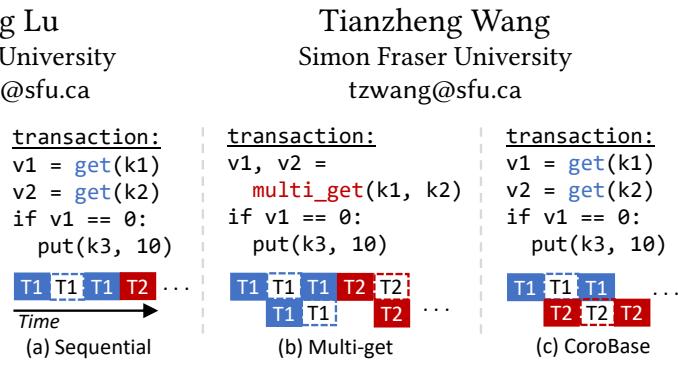 g Lu
University
@sfu.ca
Tianzheng Wang
Simon Fraser University
tzwang@sfu.ca
transaction:
v1 = get(k1)
v2 = get(k2)
if v1 == 0:
put(k3, 10)
T1 T1 T1 T2 ...
Time
(a) Sequential
transaction:
v1, v2 =
multi_get(k1, k2)
if v1 == 0:
put(k3, 10)
T1 T1 T1 T2 T2
T1 T1 T2 ...
(b) Multi-get
transaction:
v1 = get(k1)
v2 = get(k2)
if v1 == 0:
put(k3, 10)
T1 T1 T1 ...
T2 T2 T2
(c) CoroBase